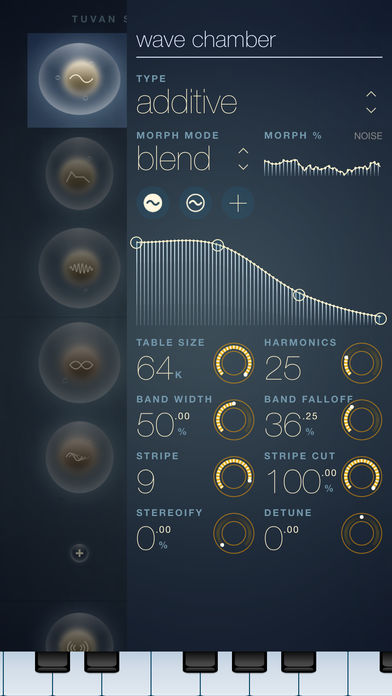 TUVAN S
wave chamber
TYPE
additive
MORPH MODE MORPH % NOISE
blend
TABLE SIZE HARMONICS
64 K 25
BAND WIDTH BAND FALLOFF
50.00 % 36.25 %
STRIPE STRIPE CUT
9 100.00 %
STEREOIFY DETUNE
0.00 % 0.00